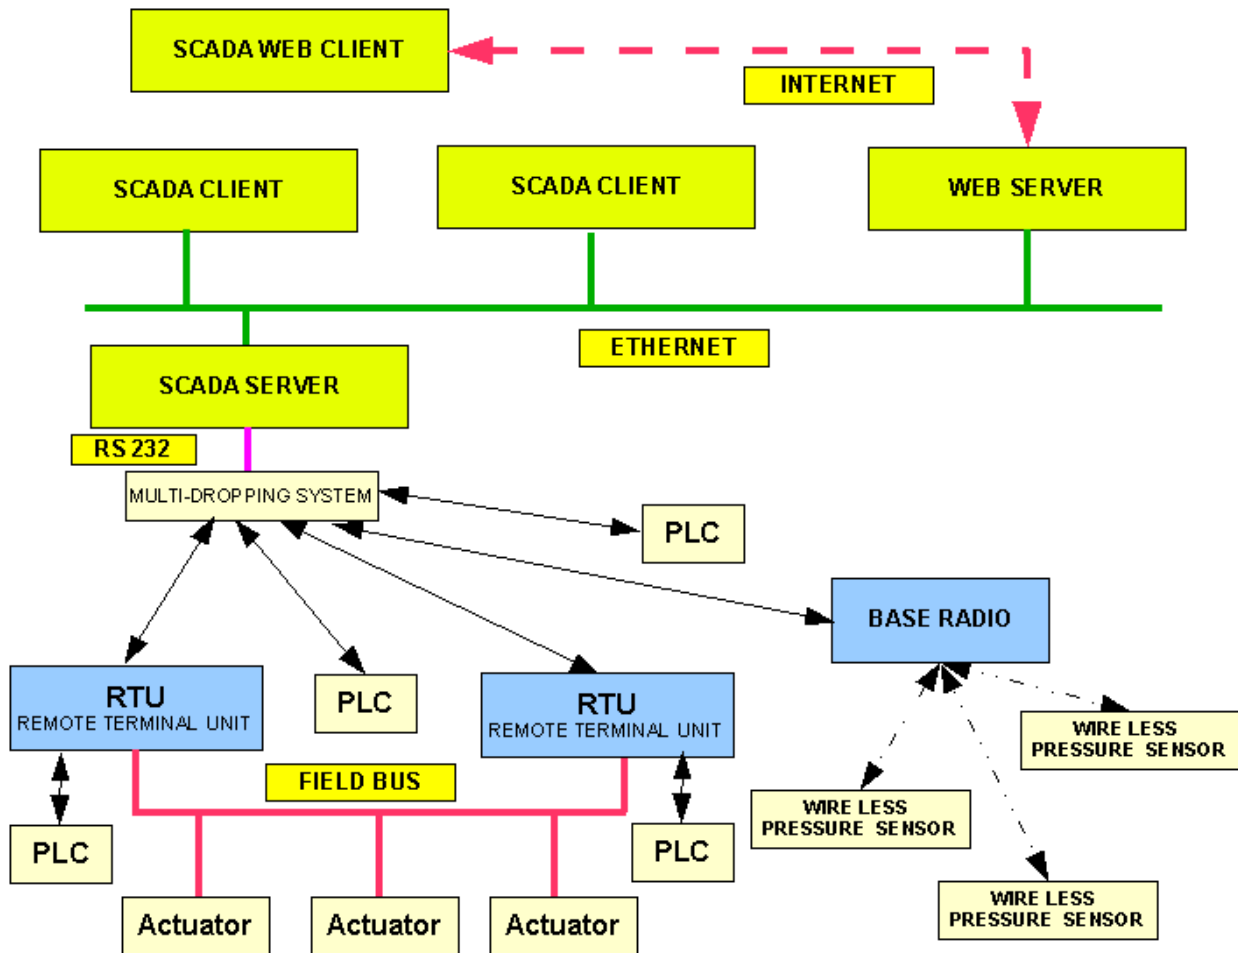 SCADA WEB CLIENT
INTERNET
SCADA CLIENT
SCADA CLIENT
WEB SERVER
ETHERNET
SCADA SERVER
RS 232
MULTI-DROPPING SYSTEM
PLC
BASE RADIO
RTU
REMOTE TERMINAL UNIT
PLC
RTU
REMOTE TERMINAL UNIT
WIRE LESS
PRESSURE SENSOR
FIELD BUS
WIRE LESS
PRESSURE SENSOR
PLC
PLC
WIRE LESS
PRESSURE SENSOR
Actuator
Actuator
Actuator